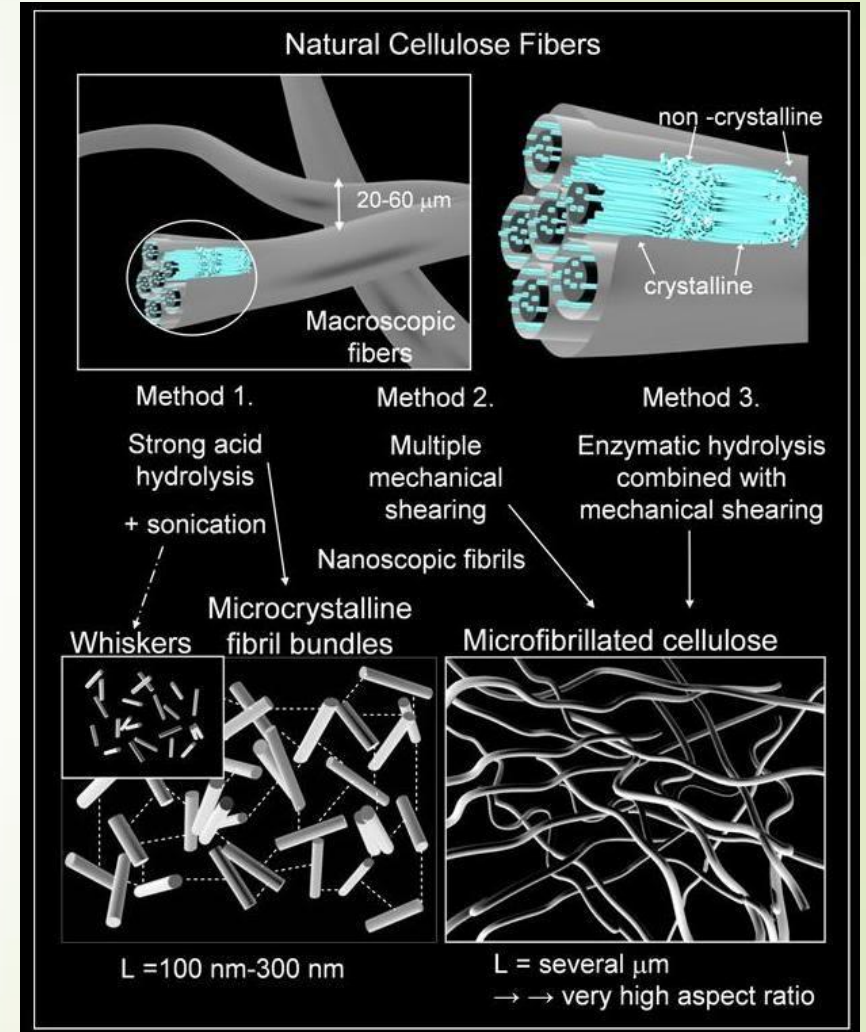 Natural Cellulose Fibers
20-60 μm
Macroscopic
fibers
non -crystalline
crystalline
Method 1.
Strong acid
hydrolysis
+ sonication
Method 2.
Multiple
mechanical
shearing
Method 3.
Enzymatic hydrolysis
combined with
mechanical shearing
Nanoscopic fibrils
Whiskers
Microcrystalline
fibril bundles
Microfibrillated cellulose
L =100 nm-300 nm
L = several μm
→ → very high aspect ratio